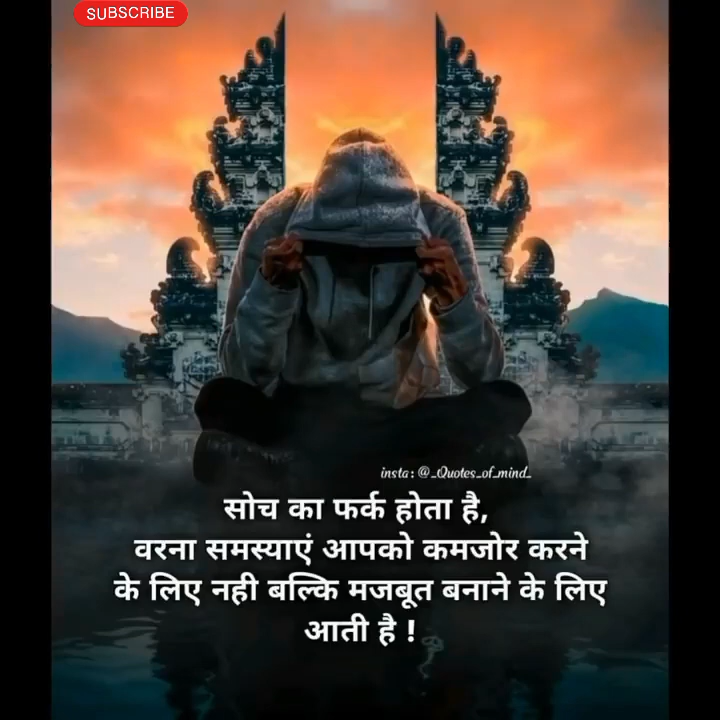 SUBSCRIBE
insta: @_Quotes_of_mind_
सोच का फर्क होता है,
वरना समस्याएं आपको कमजोर करने
के लिए नही बल्कि मजबूत बनाने के लिए
आती है !